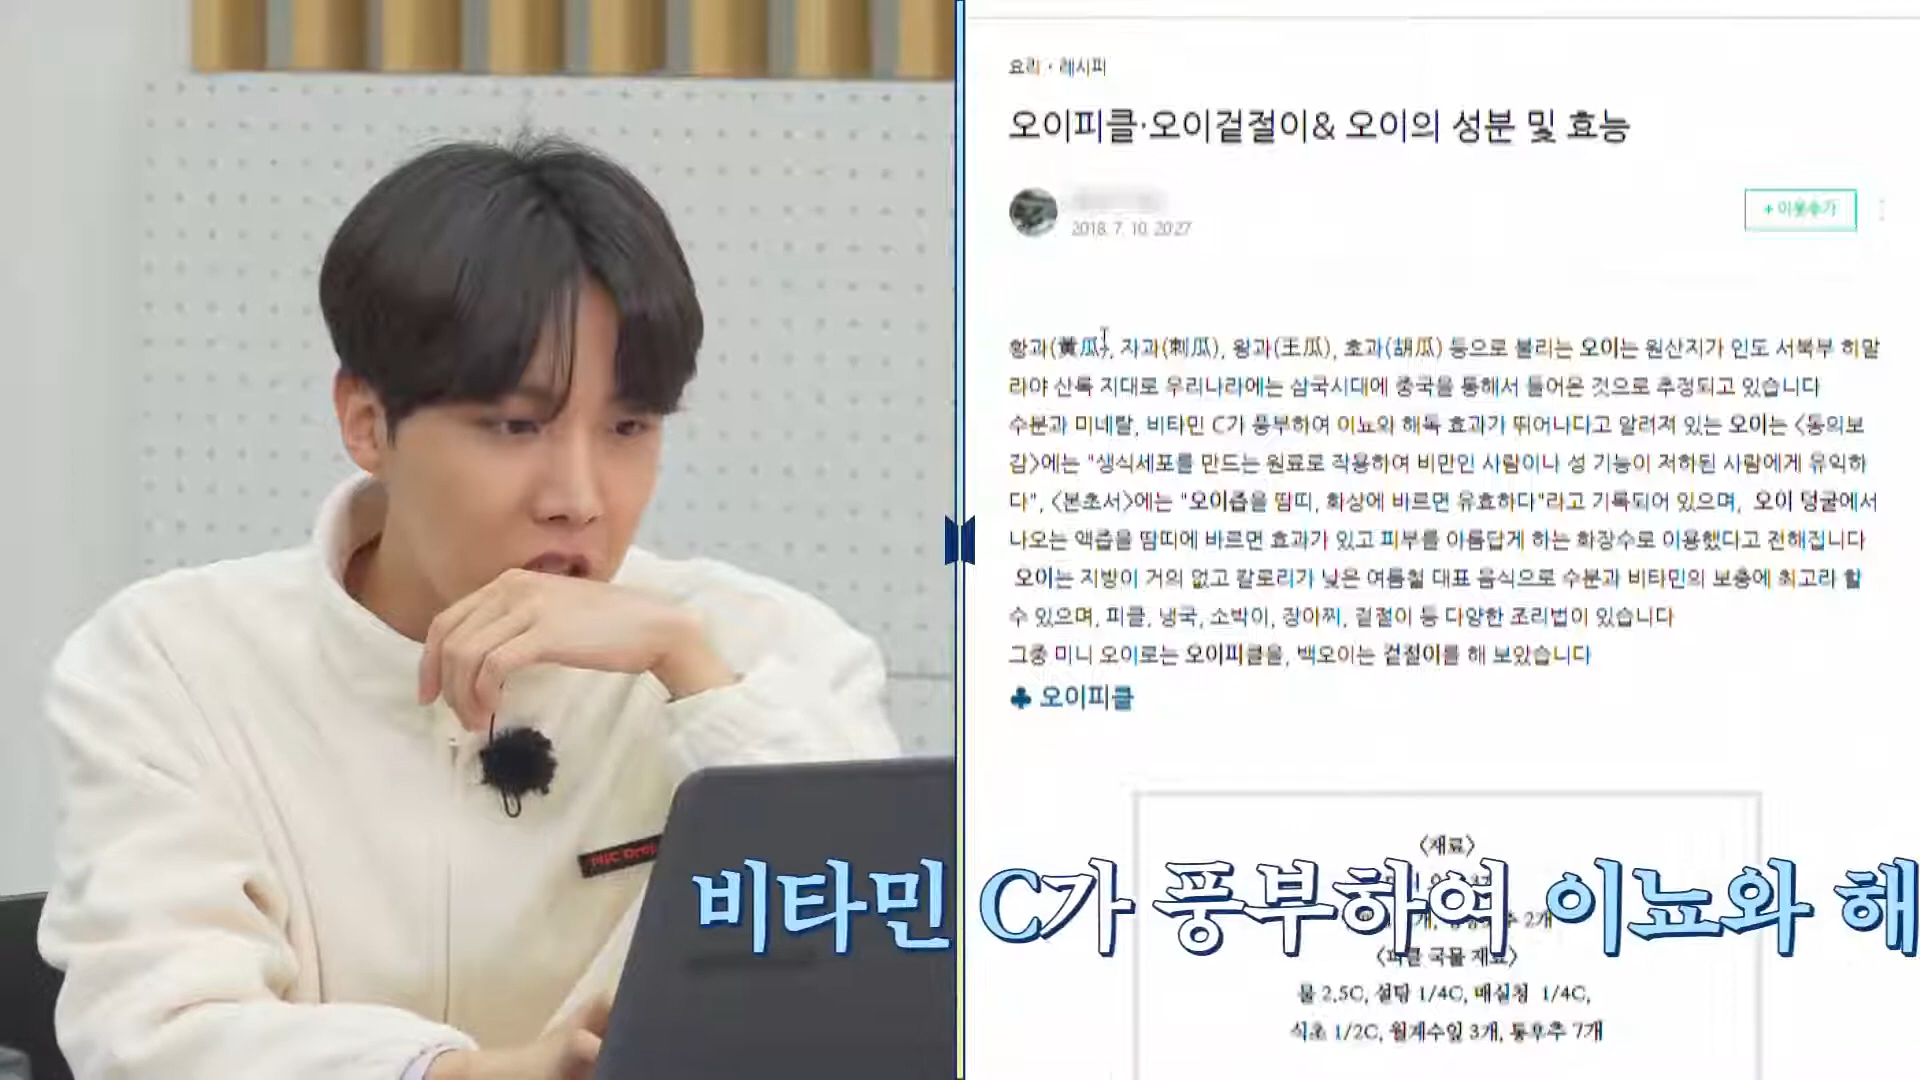 요리・레시피
오이피클·오이겉절이& 오이의 성분 및 효능
2018. 7. 10. 20:27
+ 이웃추가
황과(黃瓜), 자과(刺瓜), 왕과(王瓜), 호과(胡瓜) 등으로 불리는 오이는 원산지가 인도 서북부 히말
라야 산록 지대로 우리나라에는 삼국시대에 중국을 통해서 들어온 것으로 추정되고 있습니다
수분과 미네랄, 비타민 C가 풍부하여 이뇨와 해독 효과가 뛰어나다고 알려져 있는 오이는 <동의보
감>에는 "생식세포를 만드는 원료로 작용하여 비만인 사람이나 성 기능이 저하된 사람에게 유익하
다", <본초서>에는 "오이즙을 땀띠, 화상에 바르면 유효하다"라고 기록되어 있으며, 오이 덩굴에서
나오는 액즙을 땀띠에 바르면 효과가 있고 피부를 아름답게 하는 화장수로 이용했다고 전해집니다
오이는 지방이 거의 없고 칼로리가 낮은 여름철 대표 음식으로 수분과 비타민의 보충에 최고라 할
수 있으며, 피클, 냉국, 소박이, 장아찌, 겉절이 등 다양한 조리법이 있습니다
그중 미니 오이로는 오이피클을, 백오이는 겉절이를 해 보았습니다
♣ 오이피클
<재료>
2개
<피클 국물 재료>
물 2.5C, 설탕 1/4C, 매실청 1/4C,
식초 1/2C, 월계수잎 3개, 통후추 7개
비타민 C가 풍부하여 이뇨와 해